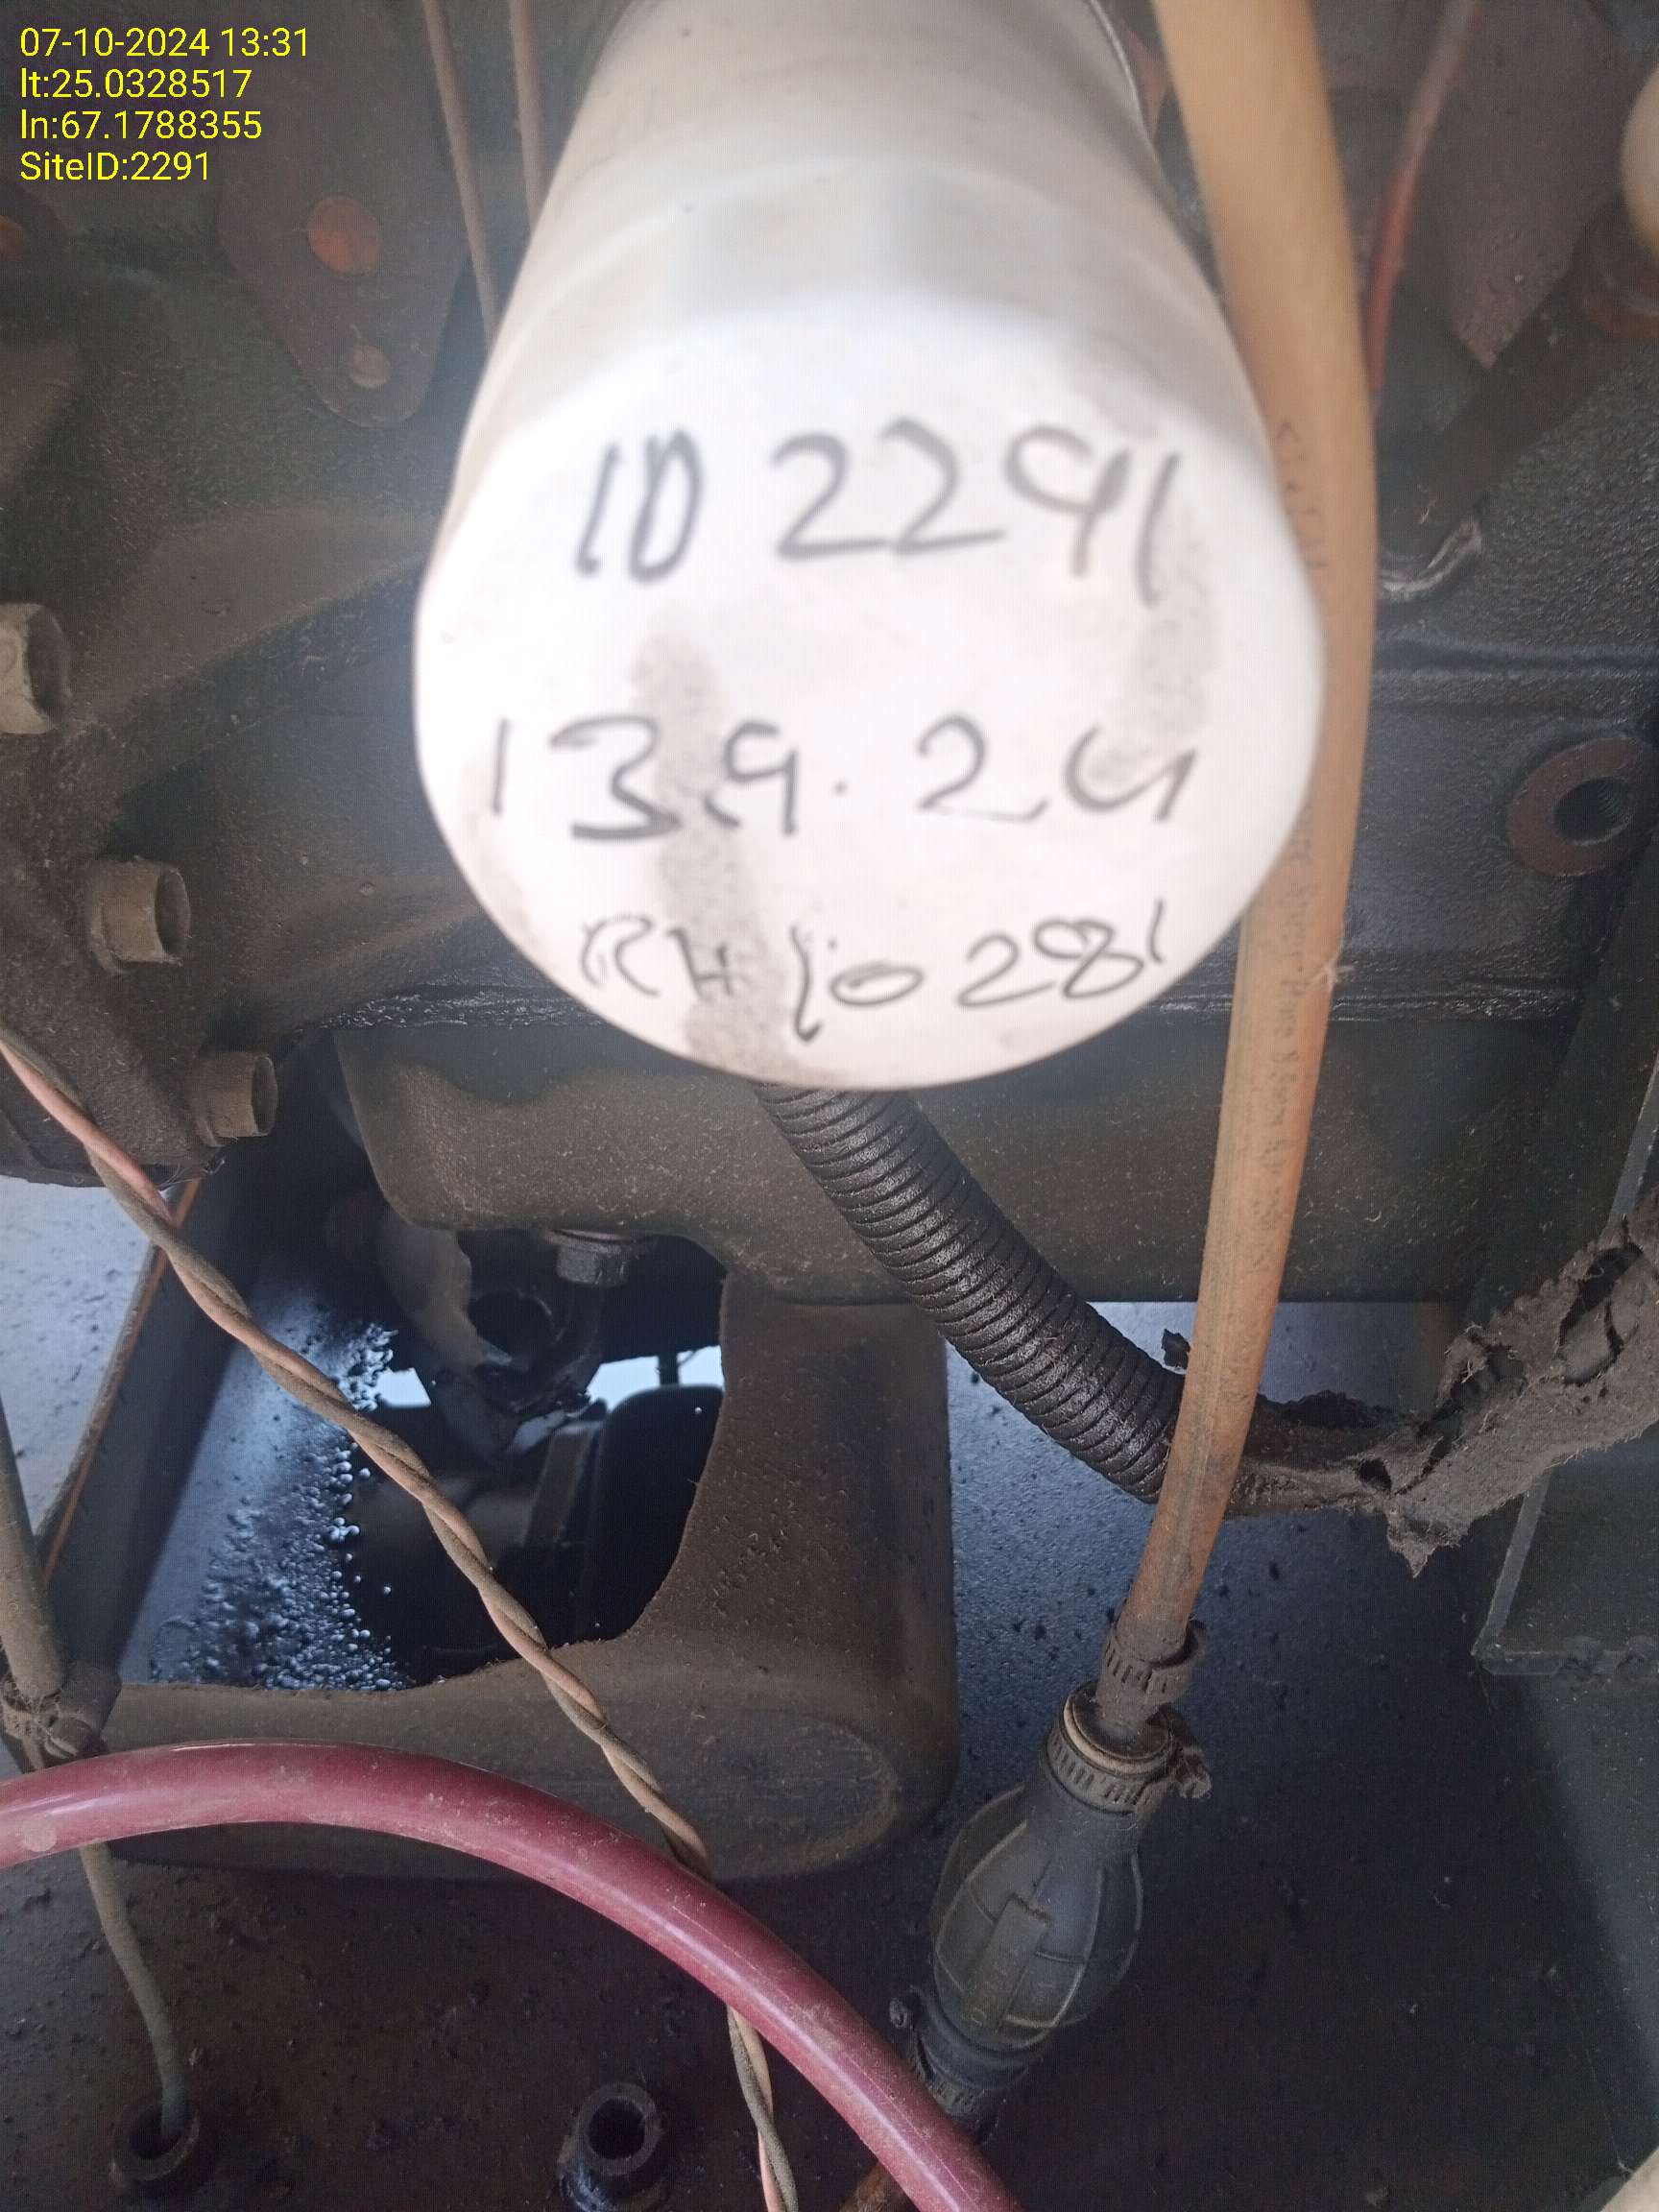 07-10-2024 13:31
lt:25.0328517
ln:67.1788355
SiteID:2291
ID 2291
13.9.24
RH 10281